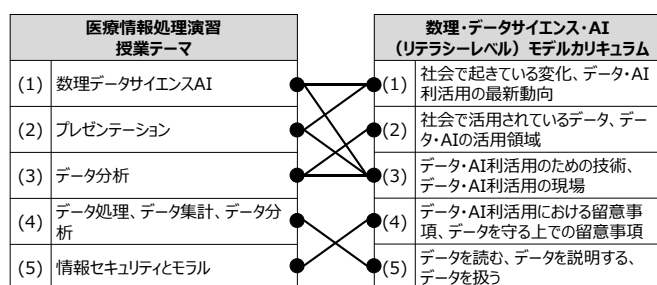 医療情報処理演習
授業テーマ
数理・データサイエンス・AI
(リテラシーレベル) モデルカリキュラム
(1) 数理データサイエンスAI
(1) 社会で起きている変化、データ・AI
利活用の最新動向
(2) プレゼンテーション
(2) 社会で活用されているデータ、デー
タ・AIの活用領域
(3) データ分析
(3) データ・AI利活用のための技術、
データ・AI利活用の現場
(4) データ処理、データ集計、データ分
析
(4) データ・AI利活用における留意事
項、データを守る上での留意事項
(5) 情報セキュリティとモラル
(5) データを読む、データを説明する、
データを扱う